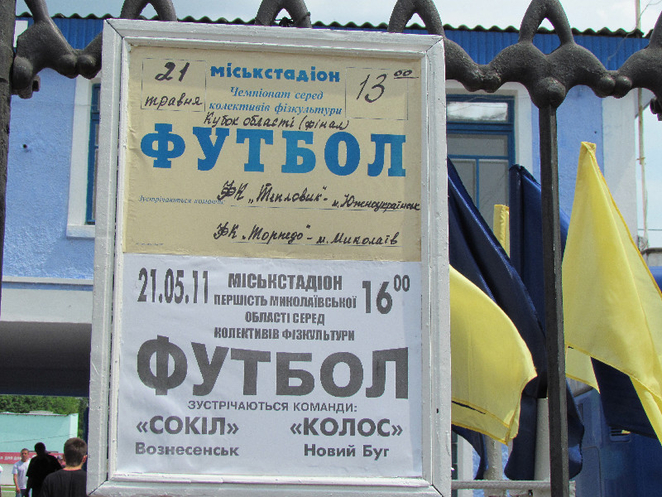 21 травня
міськстадіон
13 00
Чемпіонат серед
колективів фізкультури
Кубок області (фінал)
ФУТБОЛ
Зустрічаються
ФК "Тепловик" - м. Южноукраїнськ
ФК "Торпедо" - м. Миколаїв
21.05.11 МІСЬКСТАДІОН 16 00
ПЕРШІСТЬ МИКОЛАЇВСЬКОЇ
ОБЛАСТІ СЕРЕД
КОЛЕКТИВІВ ФІЗКУЛЬТУРИ
ФУТБОЛ
ЗУСТРІЧАЮТЬСЯ КОМАНДИ:
«СОКІЛ» «КОЛОС»
Вознесенськ Новий Буг